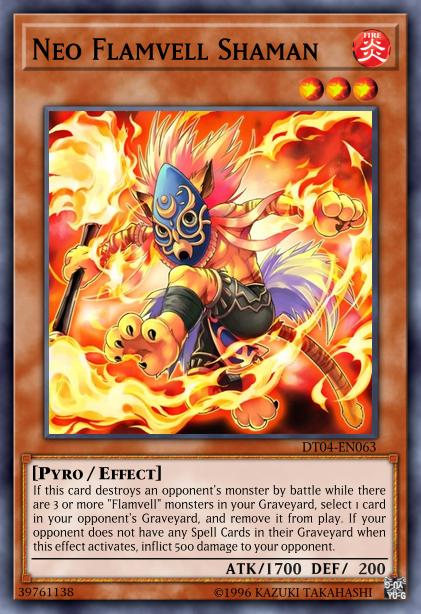 NEO FLAMVELL SHAMAN
FIRE
炎
DT04-EN063
[PYRO / EFFECT]
If this card destroys an opponent's monster by battle while there
are 3 or more "Flamvell" monsters in your Graveyard, select 1 card
in your opponent's Graveyard, and remove it from play. If your
opponent does not have any Spell Cards in their Graveyard when
this effect activates, inflict 500 damage to your opponent.
ATK/1700 DEF/ 200
39761138 ©1996 KAZUKI TAKAHASHI